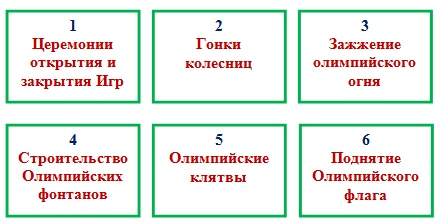 1
Церемонии
открытия и
закрытия Игр
2
Гонки
колесниц
3
Зажжение
олимпийского
огня
4
Строительство
Олимпийских
фонтанов
5
Олимпийские
клятвы
6
Поднятие
Олимпийского
флага